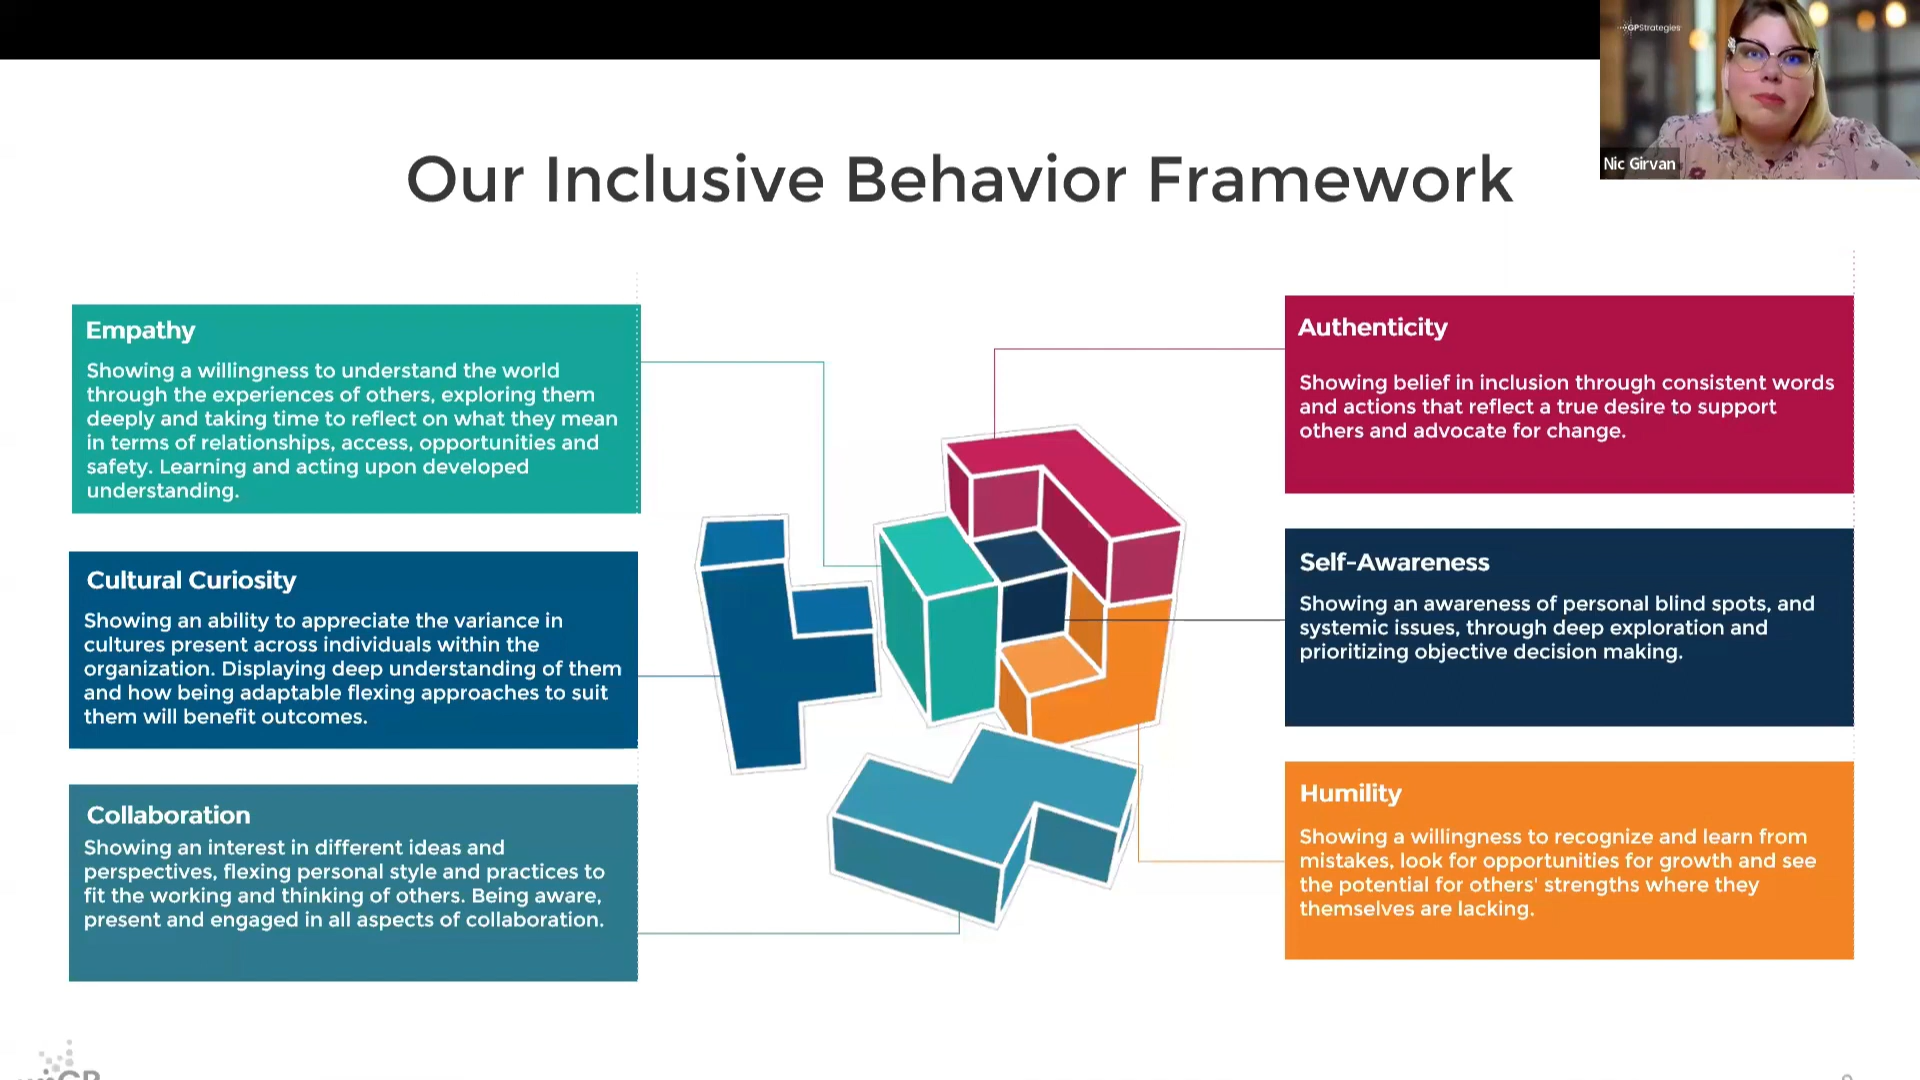 GPStrategies
Nic Girvan
Our Inclusive Behavior Framework
Empathy
Showing a willingness to understand the world
through the experiences of others, exploring them
deeply and taking time to reflect on what they mean
in terms of relationships, access, opportunities and
safety. Learning and acting upon developed
understanding.
Cultural Curiosity
Showing an ability to appreciate the variance in
cultures present across individuals within the
organization. Displaying deep understanding of them
and how being adaptable flexing approaches to suit
them will benefit outcomes.
Collaboration
Showing an interest in different ideas and
perspectives, flexing personal style and practices to
fit the working and thinking of others. Being aware,
present and engaged in all aspects of collaboration.
Authenticity
Showing belief in inclusion through consistent words
and actions that reflect a true desire to support
others and advocate for change.
Self-Awareness
Showing an awareness of personal blind spots, and
systemic issues, through deep exploration and
prioritizing objective decision making.
Humility
Showing a willingness to recognize and learn from
mistakes, look for opportunities for growth and see
the potential for others' strengths where they
themselves are lacking.
GP